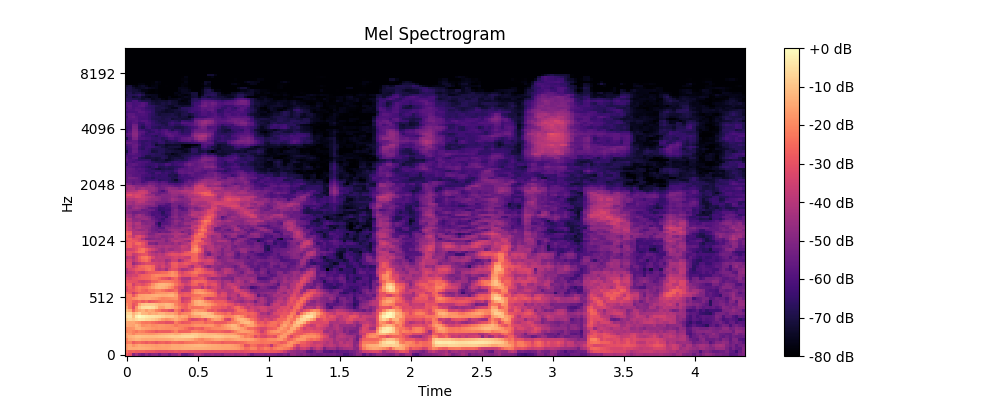 Mel Spectrogram
Hz
8192
4096
2048
1024
512
0
0 0.5 1 1.5 2 2.5 3 3.5 4
Time
+0 dB
-10 dB
-20 dB
-30 dB
-40 dB
-50 dB
-60 dB
-70 dB
-80 dB